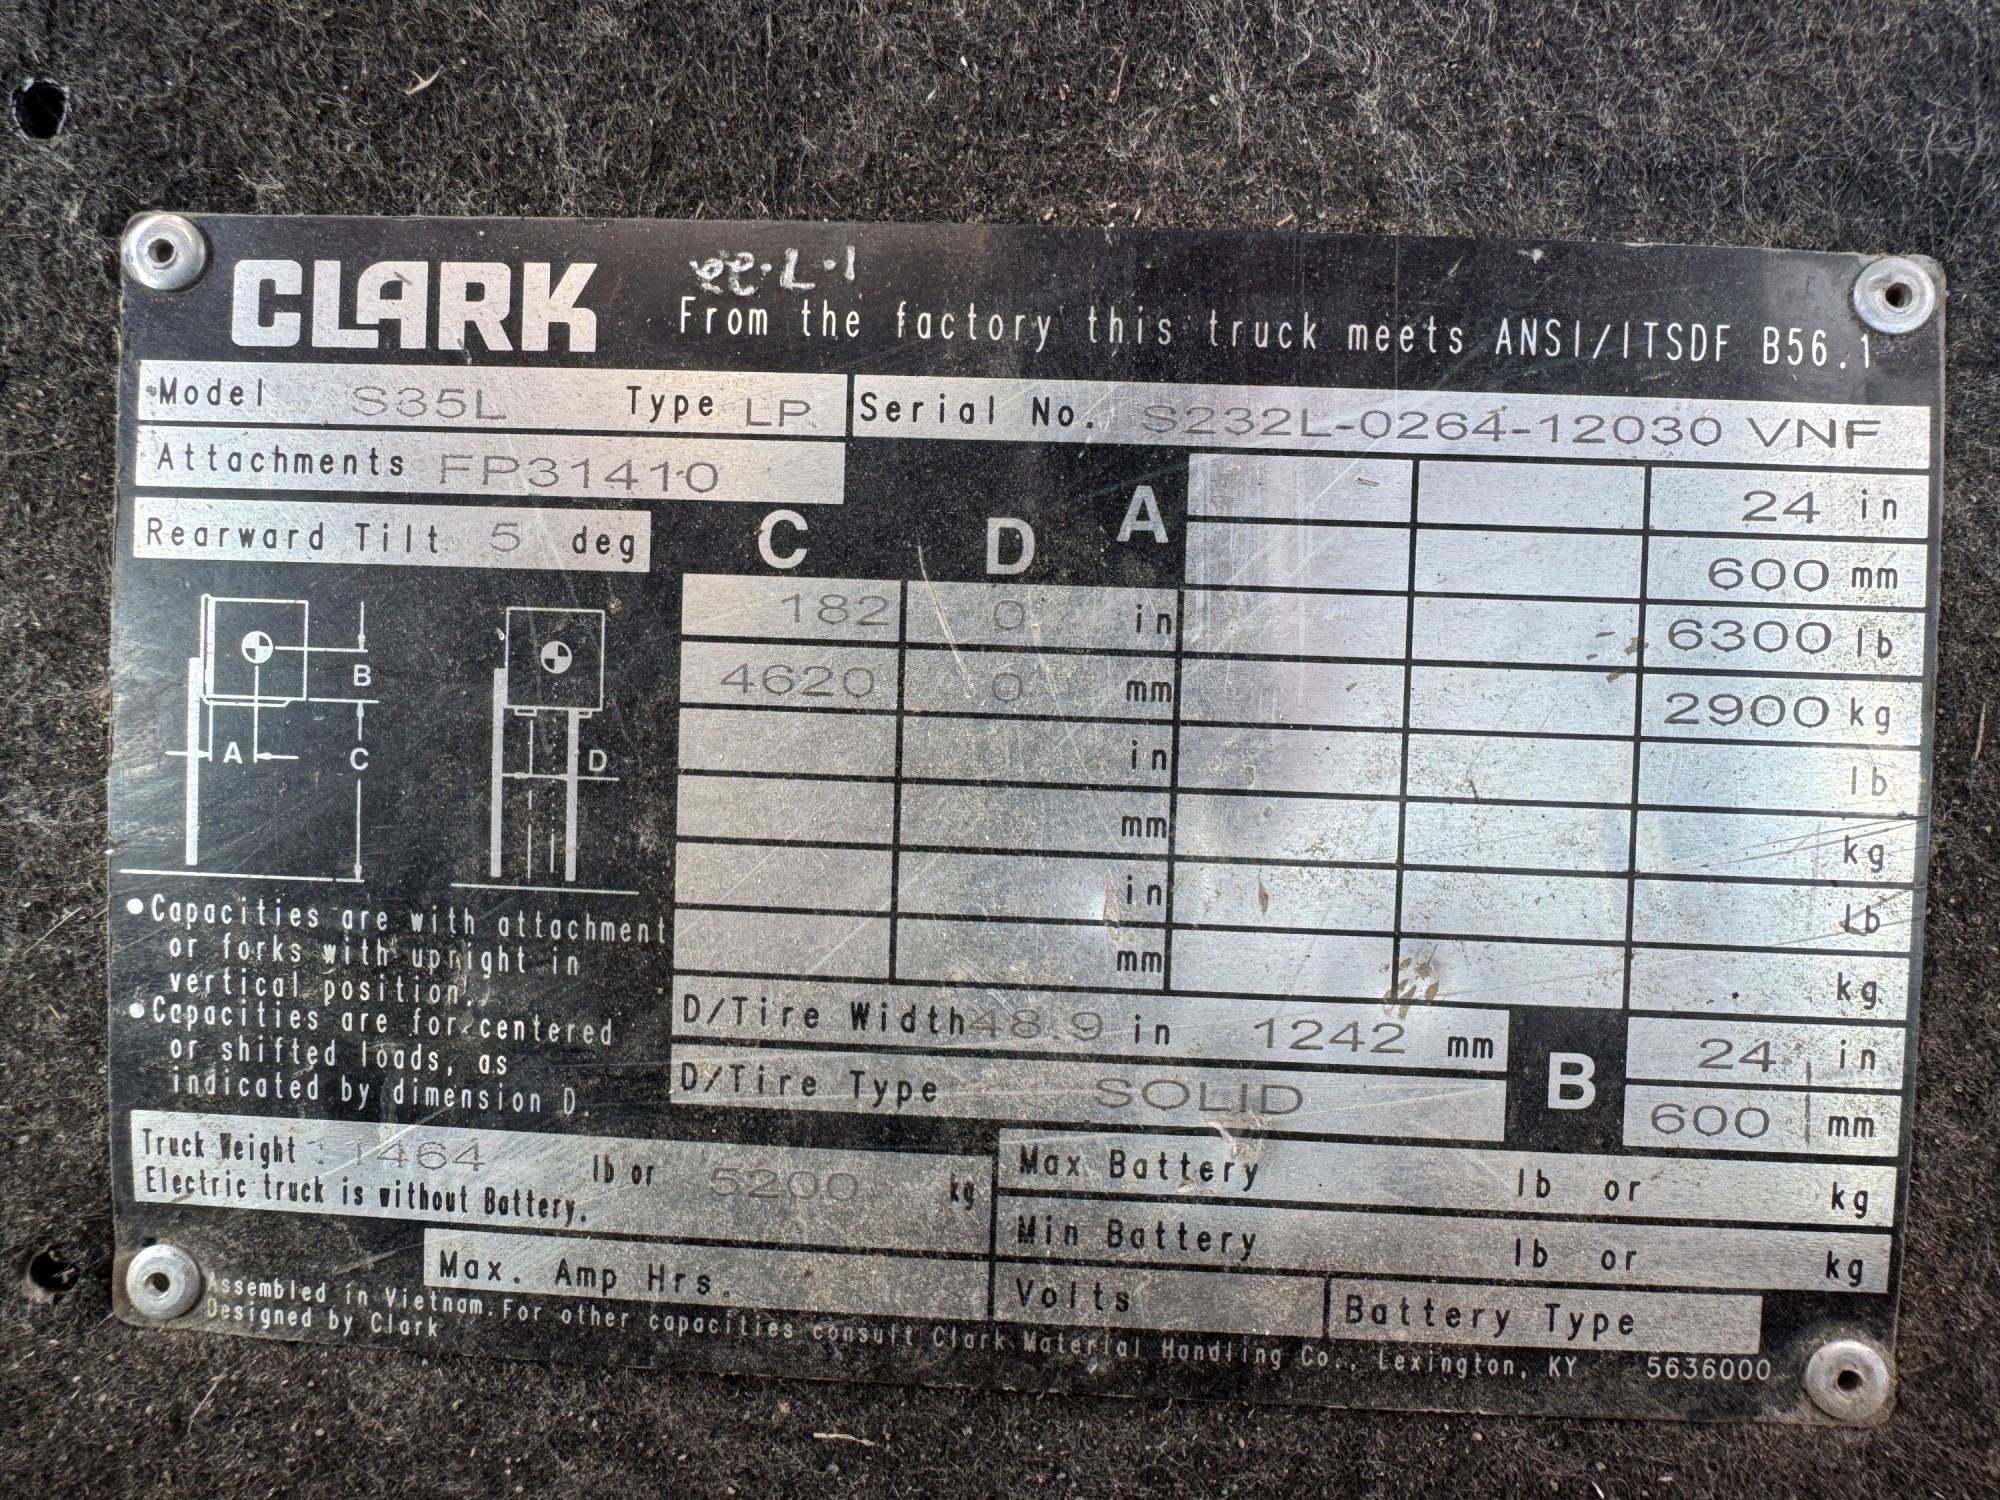 CLARK
From the factory this truck meets ANSI/ITSDF B56.1
Model S35L Type LP Serial No. S232L-0264-12030 VNF
Attachments FP31410
Rearward Tilt 5 deg
C D A
24 in
600 mm
182 0 in 6300 lb
4620 0 mm 2900 kg
in lb
mm kg
in lb
mm kg
B
A
C
D
•Capacities are with attachment
or forks with upright in
vertical position.
•Capacities are for centered
or shifted loads, as
indicated by dimension D.
D/Tire Width 48.9 in 1242 mm
D/Tire Type SOLID
B
24 in
600 mm
Truck Weight 11464 lb or 5200 kg
Electric truck is without Battery.
Max Battery lb or kg
Min Battery lb or kg
Max. Amp Hrs.
Volts
Battery Type
Assembled in Vietnam. For other capacities consult Clark Material Handling Co., Lexington, KY 5636000
Designed by Clark